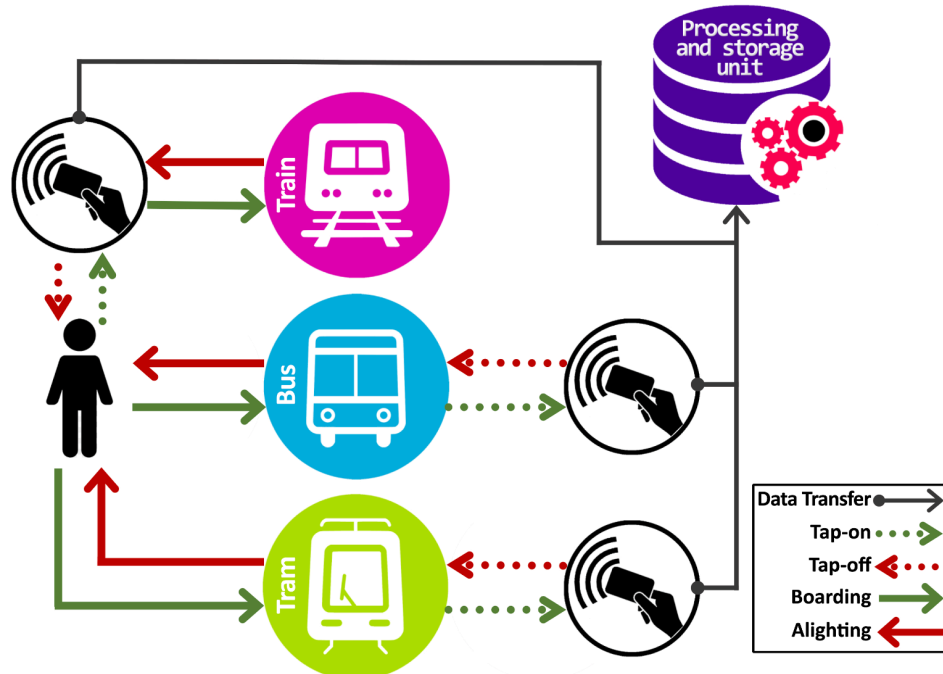 Processing
and storage
unit
Train
Bus
Tram
Data Transfer
Tap-on
Tap-off
Boarding
Alighting